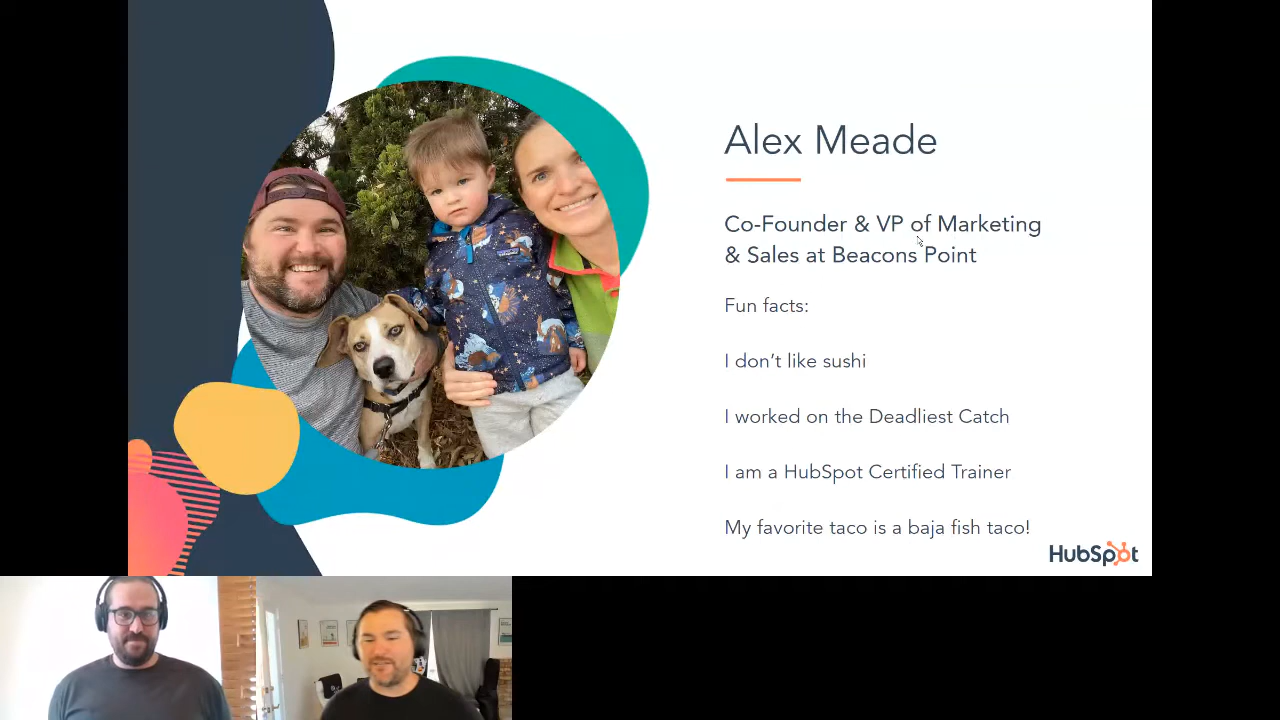 Alex Meade
Co-Founder & VP of Marketing
& Sales at Beacons Point
Fun facts:
I don’t like sushi
I worked on the Deadliest Catch
I am a HubSpot Certified Trainer
My favorite taco is a baja fish taco!
HubSpot